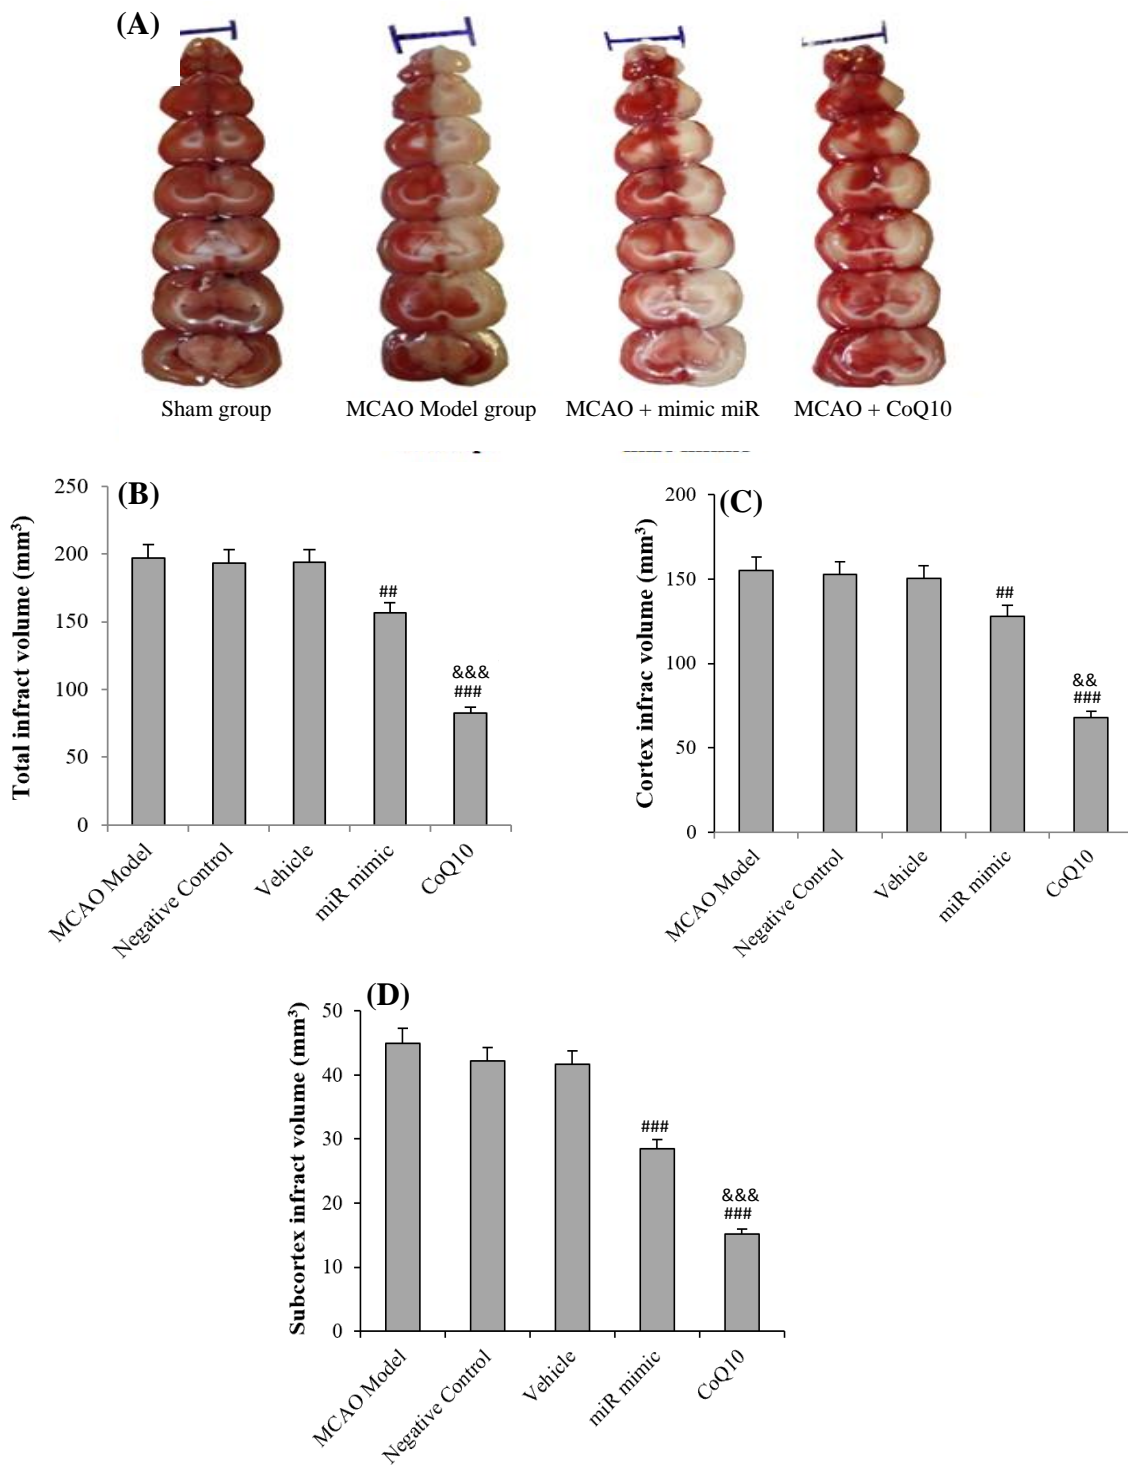 (A)
Sham group
MCAO Model group
MCAO + mimic miR
MCAO + CoQ10
(B)
Total infract volume (mm³)
250
200
150
100
50
0
##
&&&
###
MCAO Model
Negative Control
Vehicle
miR mimic
CoQ10
(C)
Cortex infrac volume (mm³)
200
150
100
50
0
##
&&
###
MCAO Model
Negative Control
Vehicle
miR mimic
CoQ10
(D)
Subcortex infract volume (mm³)
50
40
30
20
10
0
###
&&&
###
MCAO Model
Negative Control
Vehicle
miR mimic
CoQ10